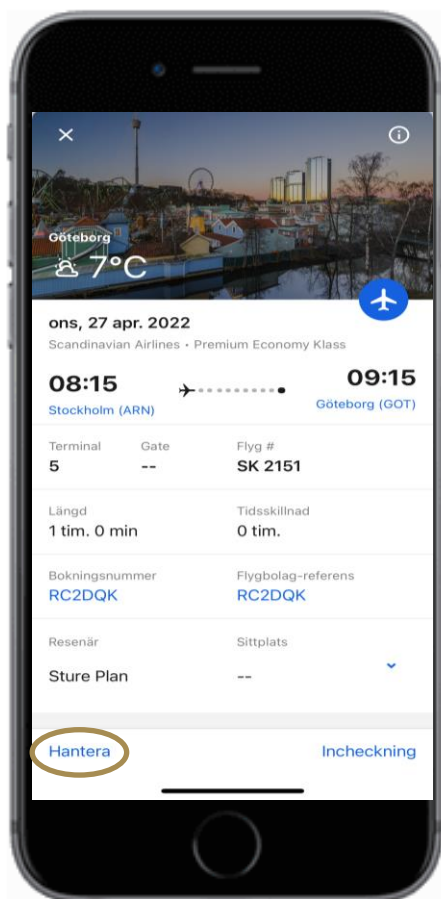 Göteborg
7°C
ons, 27 apr. 2022
Scandinavian Airlines • Premium Economy Klass
08:15 09:15
Stockholm (ARN) Göteborg (GOT)
Terminal Gate Flyg #
5 -- SK 2151
Längd Tidsskillnad
1 tim. 0 min 0 tim.
Bokningsnummer Flygbolag-referens
RC2DQK RC2DQK
Resenär Sittplats
Sture Plan --
Hantera Incheckning